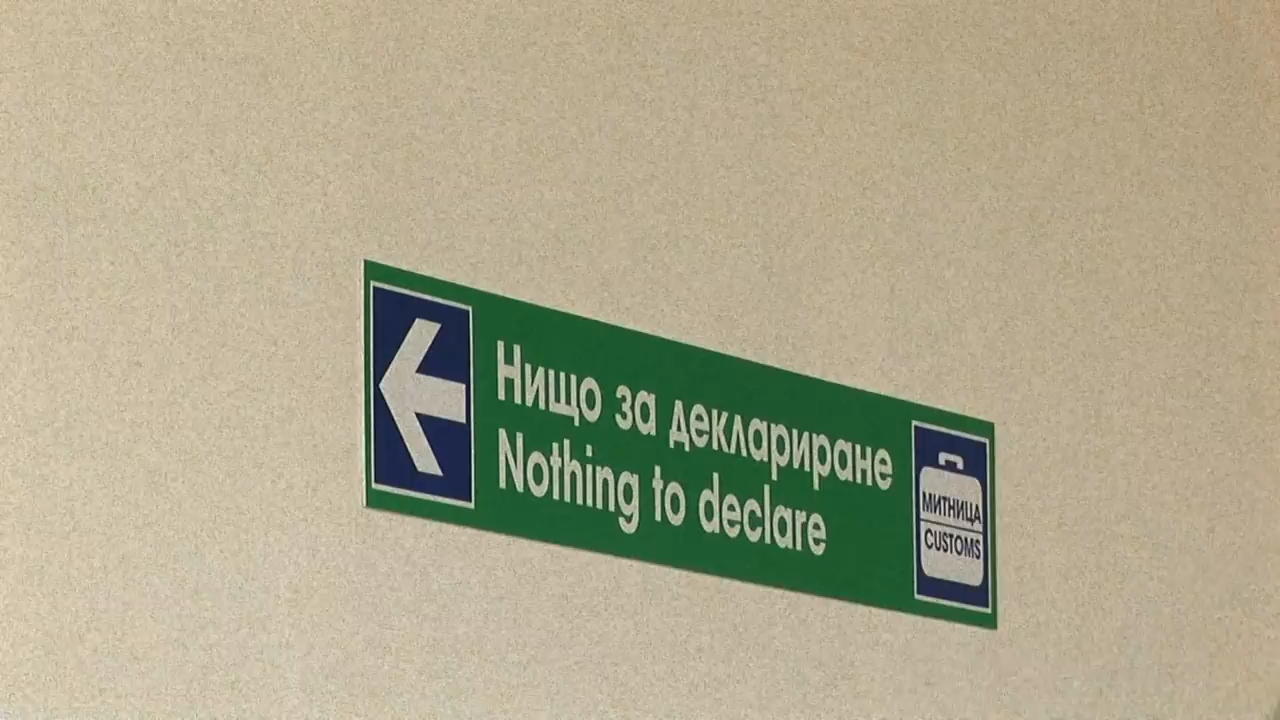 Нищо за деклариране
Nothing to declare
МИТНИЦА
CUSTOMS